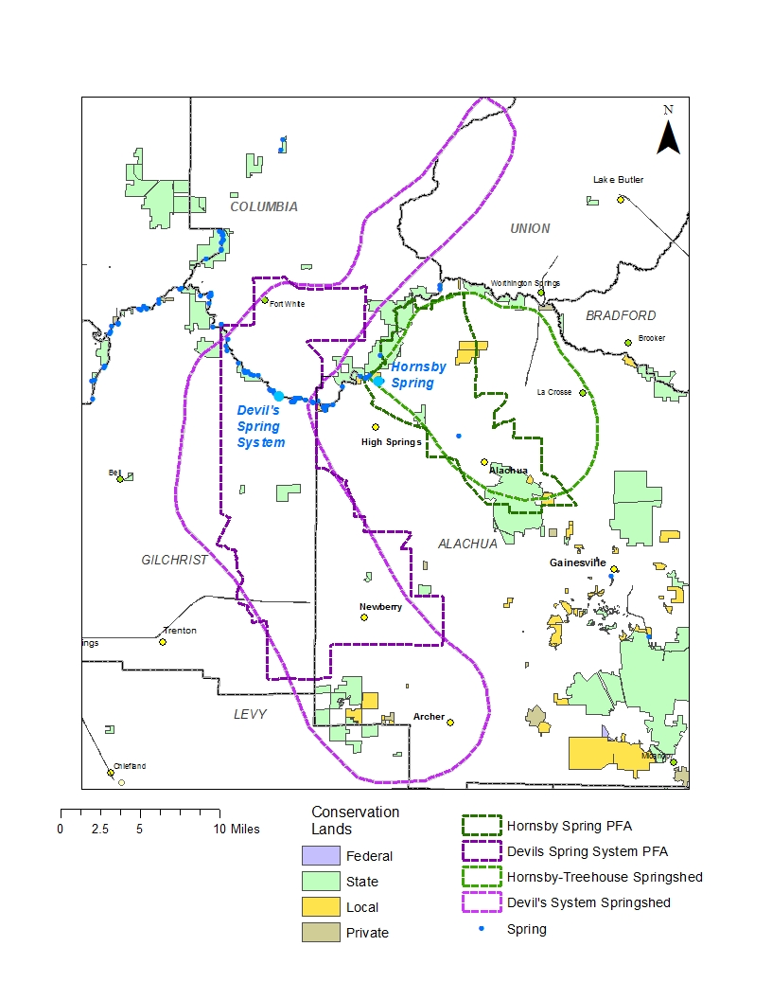 N
Lake Butler
COLUMBIA
UNION
Worthington Springs
Fort White
BRADFORD
Brooker
Hornsby
Spring
La Crosse
Devil's
Spring
System
High Springs
Bell
Alachua
ALACHUA
GILCHRIST
Gainesville
Newberry
Trenton
ings
LEVY
Archer
Micanopy
Chiefland
0 2.5 5 10 Miles
Conservation
Lands
Federal
State
Local
Private
Hornsby Spring PFA
Devils Spring System PFA
Hornsby-Treehouse Springshed
Devil's System Springshed
Spring